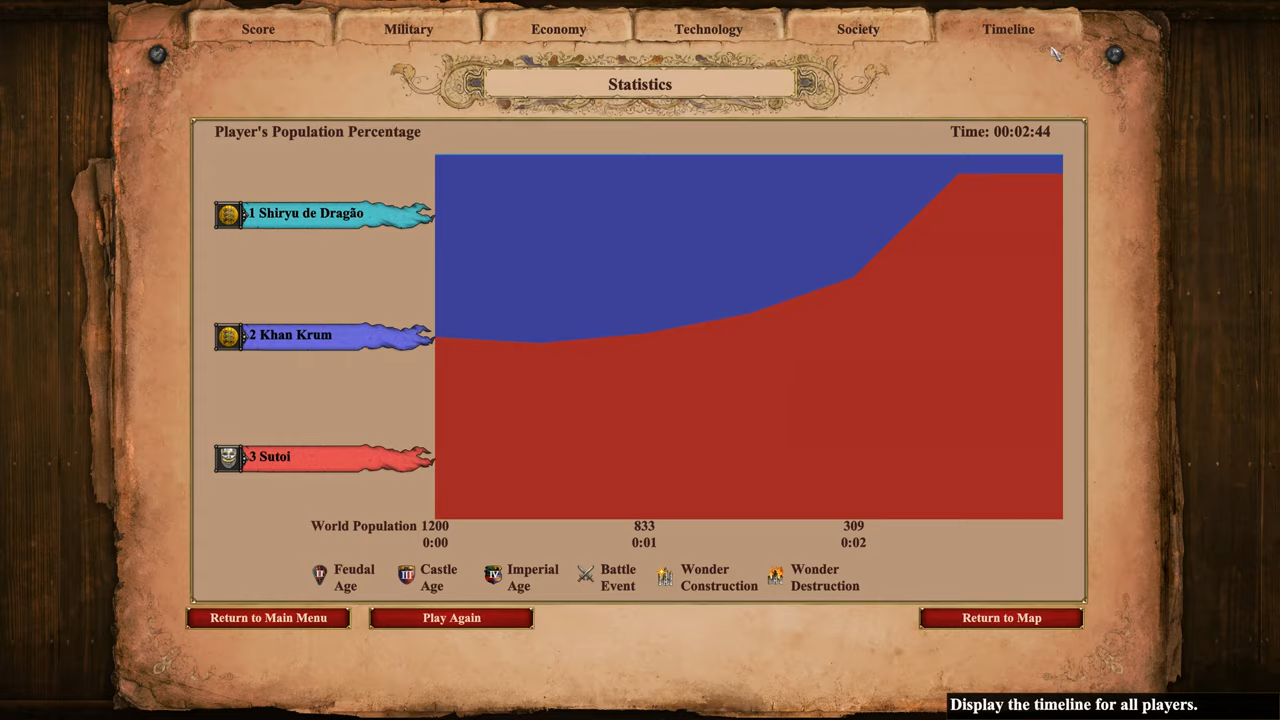 Score
Military
Economy
Technology
Society
Timeline
Statistics
Player's Population Percentage
Time: 00:02:44
1 Shiryu de Dragão
2 Khan Krum
3 Sutoi
World Population 1200 833 309
0:00 0:01 0:02
Feudal Age
Castle Age
Imperial Age
Battle Event
Wonder Construction
Wonder Destruction
Return to Main Menu
Play Again
Return to Map
Display the timeline for all players.